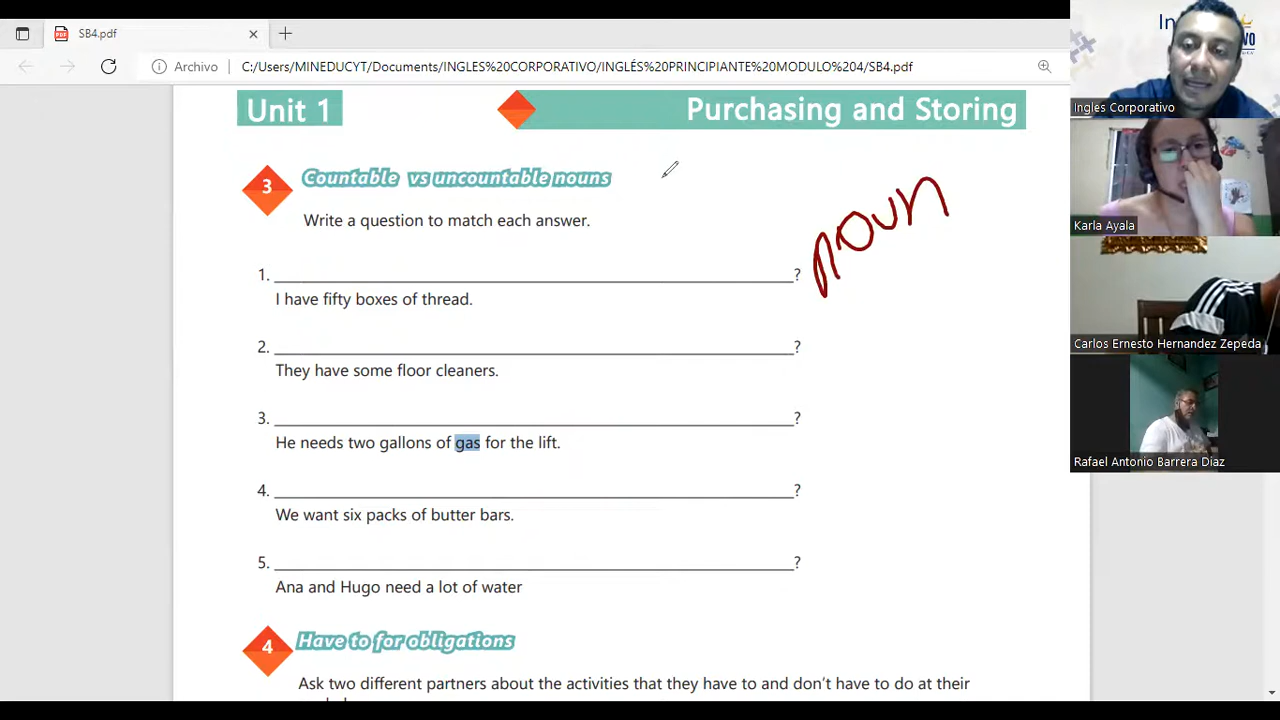 SB4.pdf
Archivo
C:/Users/MINEDUCYT/Documents/INGLES%20CORPORATIVO/INGLÉS%20PRINCIPIANTE%20MODULO%204/SB4.pdf
Unit 1
Purchasing and Storing
3
Countable vs uncountable nouns
Write a question to match each answer.
noun
1. ?
I have fifty boxes of thread.
2. ?
They have some floor cleaners.
3. ?
He needs two gallons of gas for the lift.
4. ?
We want six packs of butter bars.
5. ?
Ana and Hugo need a lot of water
4
Have to for obligations
Ask two different partners about the activities that they have to and don't have to do at their
Ingles Corporativo
Karla Ayala
Carlos Ernesto Hernandez Zepeda
Rafael Antonio Barrera Diaz